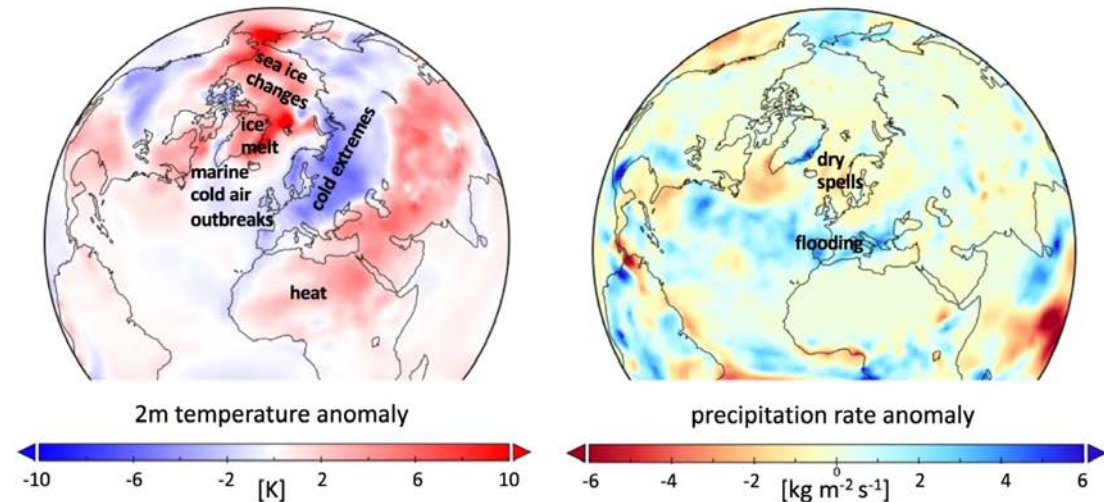 sea ice
changes
ice
melt
marine
cold air
outbreaks
cold extremes
heat
dry
spells
flooding
2m temperature anomaly
-10 -6 -2 2 6 10
[K]
precipitation rate anomaly
-6 -4 -2 0 2 4 6
[kg m⁻² s⁻¹]